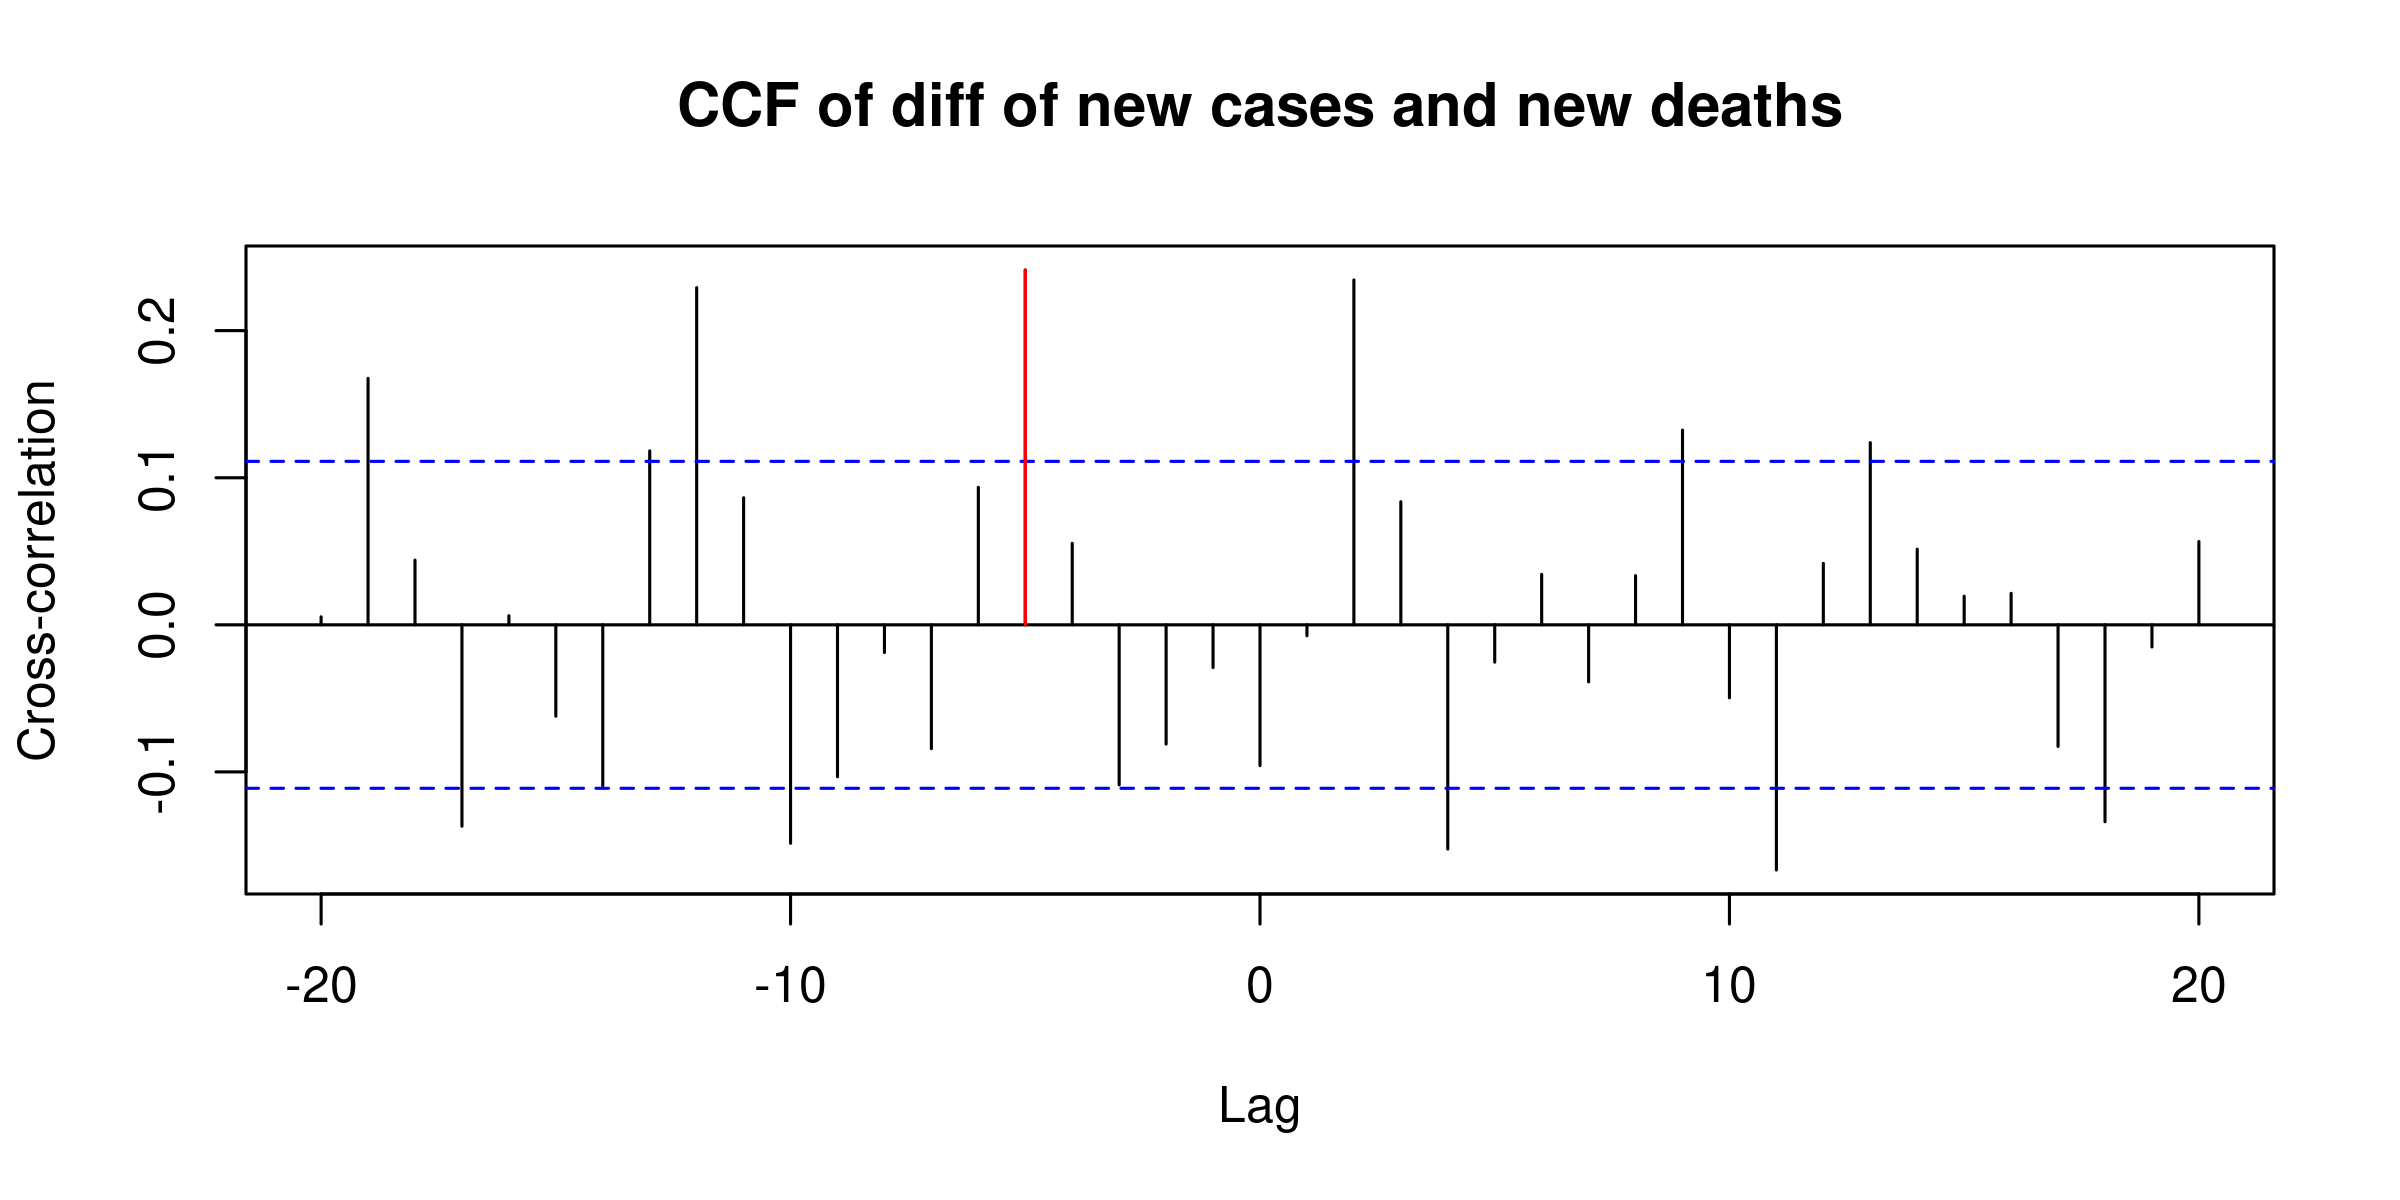 CCF of diff of new cases and new deaths
Cross-correlation
0.2
0.1
0.0
-0.1
-20 -10 0 10 20
Lag